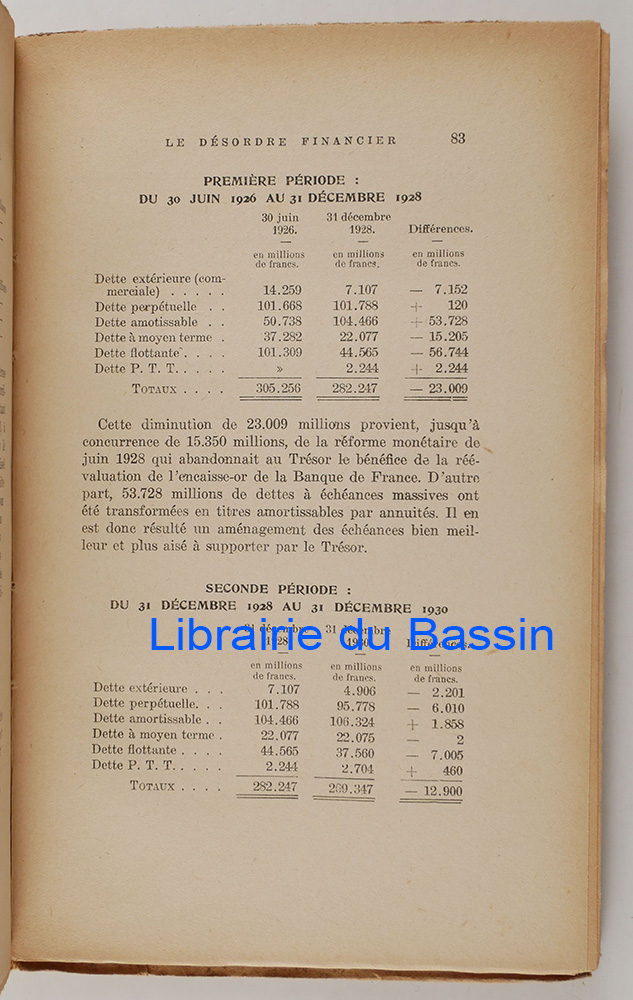 LE DÉSORDRE FINANCIER 83
PREMIÈRE PÉRIODE :
DU 30 JUIN 1926 AU 31 DÉCEMBRE 1928
30 juin 31 décembre
1926. 1928. Différences.
en millions en millions en millions
de francs. de francs. de francs.
Dette extérieure (com-
merciale) . . . . . 14.259 7.107 — 7.152
Dette perpétuelle . . 101.668 101.788 + 120
Dette amotissable . . 50.738 104.466 + 53.728
Dette à moyen terme . 37.282 22.077 — 15.205
Dette flottante . . . . 101.309 44.565 — 56.744
Dette P. T. T. . . . . » 2.244 + 2.244
TOTAUX . . . . 305.256 282.247 — 23.009
Cette diminution de 23.009 millions provient, jusqu'à
concurrence de 15.350 millions, de la réforme monétaire de
juin 1928 qui abandonnait au Trésor le bénéfice de la réé-
valuation de l'encaisse-or de la Banque de France. D'autre
part, 53.728 millions de dettes à échéances massives ont
été transformées en titres amortissables par annuités. Il en
est donc résulté un aménagement des échéances bien meil-
leur et plus aisé à supporter par le Trésor.
SECONDE PÉRIODE :
DU 31 DÉCEMBRE 1928 AU 31 DÉCEMBRE 1930
31 décembre 31 décembre
1928. 1930. Différences.
Librairie du Bassin
en millions en millions en millions
de francs. de francs. de francs.
Dette extérieure . . . 7.107 4.906 — 2.201
Dette perpétuelle. . . 101.788 95.778 — 6.010
Dette amortissable . . 104.466 106.324 + 1.858
Dette à moyen terme . 22.077 22.075 — 2
Dette flottante . . . . 44.565 37.560 — 7.005
Dette P. T. T. . . . . 2.244 2.704 + 460
TOTAUX . . . . 282.247 269.347 — 12.900